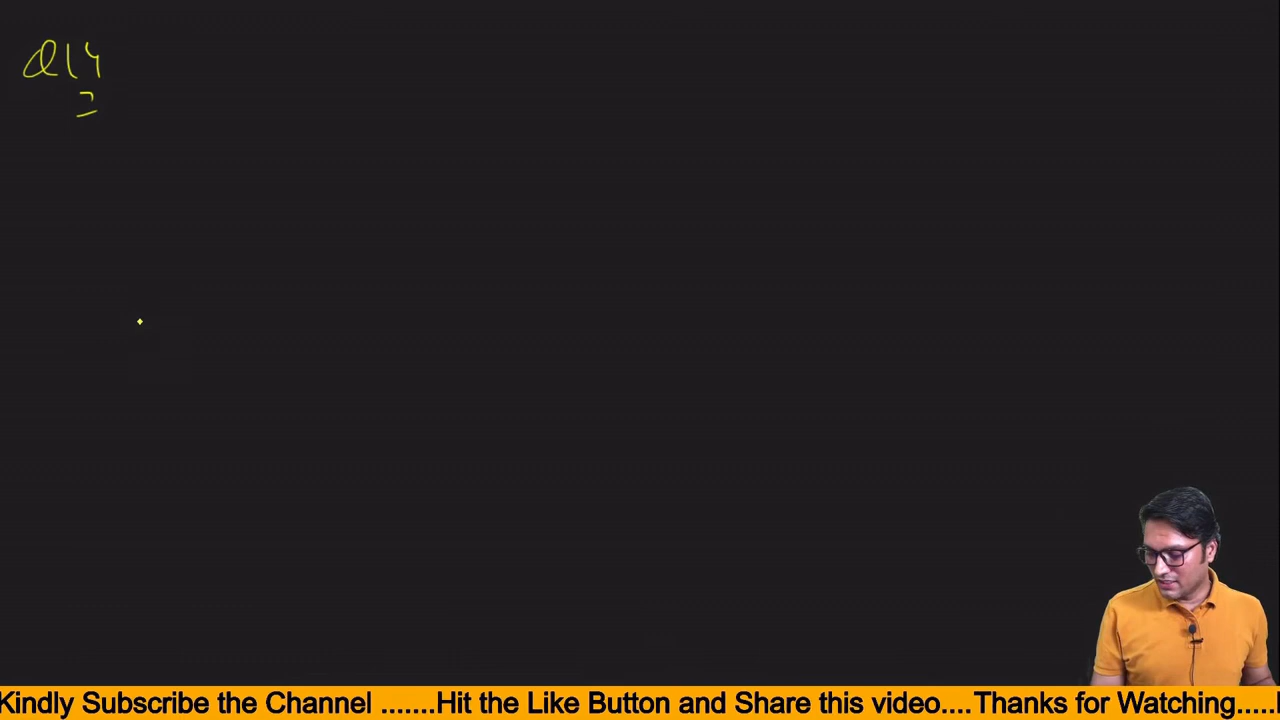 Q14
Kindly Subscribe the Channel .......Hit the Like Button and Share this video....Thanks for Watching.....